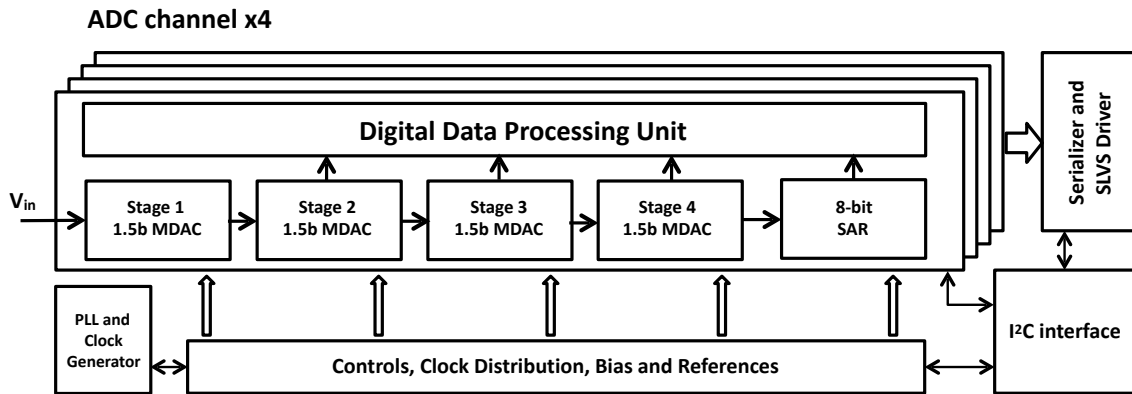 ADC channel x4
Digital Data Processing Unit
Serializer and
SLVS Driver
Vin
Stage 1
1.5b MDAC
Stage 2
1.5b MDAC
Stage 3
1.5b MDAC
Stage 4
1.5b MDAC
8-bit
SAR
PLL and
Clock
Generator
Controls, Clock Distribution, Bias and References
I²C interface